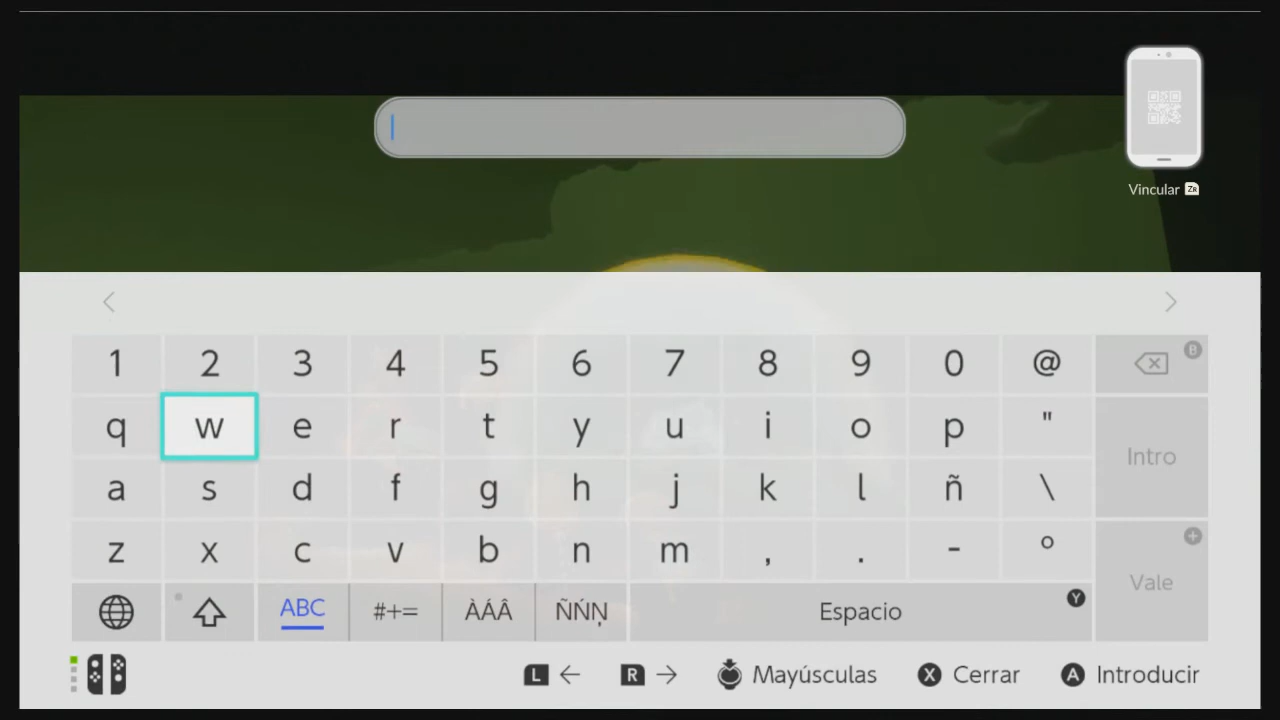 Vincular ZR
1 2 3 4 5 6 7 8 9 0 @ B
q w e r t y u i o p " Intro
a s d f g h j k l ñ \
z x c v b n m , . - º + Vale
ABC #+= ÀÁÂ ÑŃŅ Espacio Y
L ← R → Mayúsculas X Cerrar A Introducir